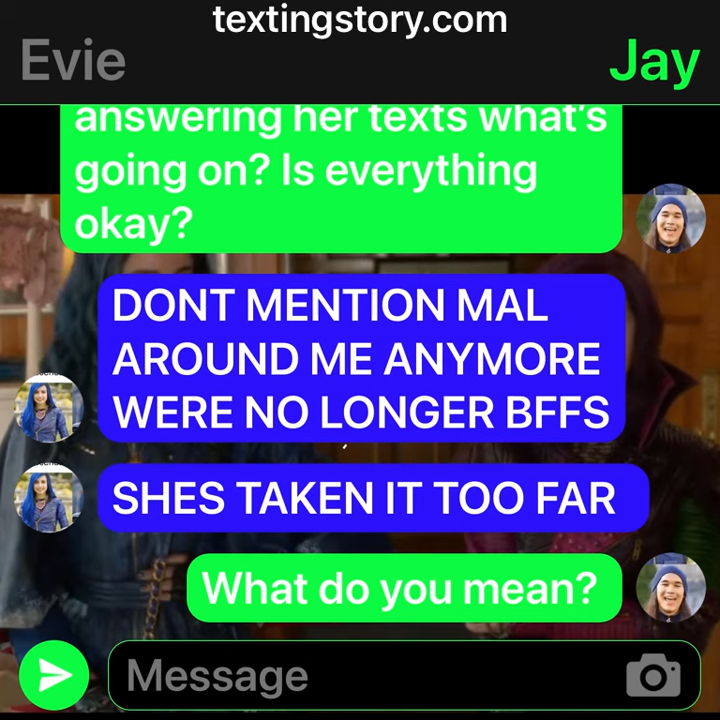 textingstory.com
Evie
Jay
answering her texts what's
going on? Is everything
okay?
DONT MENTION MAL
AROUND ME ANYMORE
WERE NO LONGER BFFS
SHES TAKEN IT TOO FAR
What do you mean?
Message